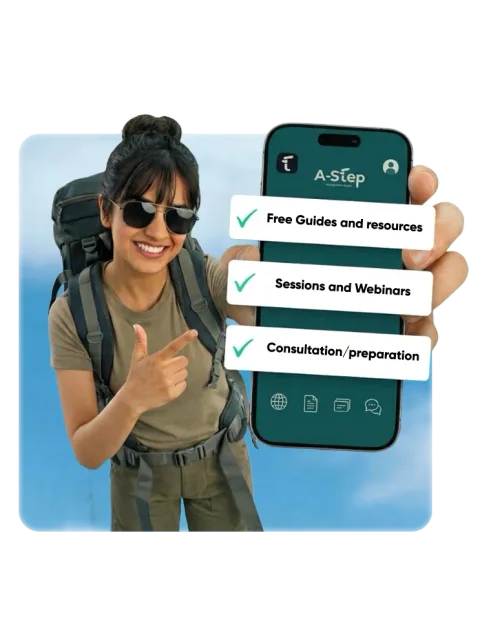 A-Step
Free Guides and resources
Sessions and Webinars
Consultation/preparation